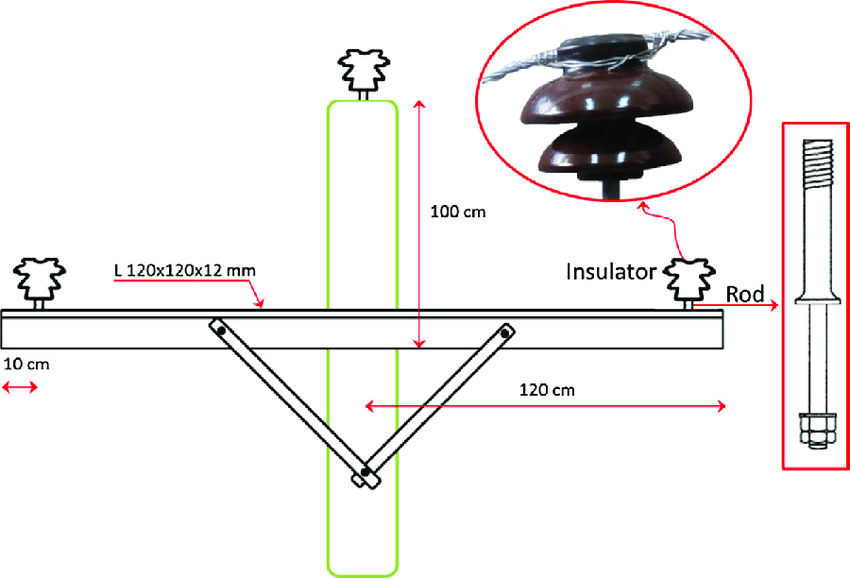 100 cm
Insulator
L 120x120x12 mm
Rod
10 cm
120 cm